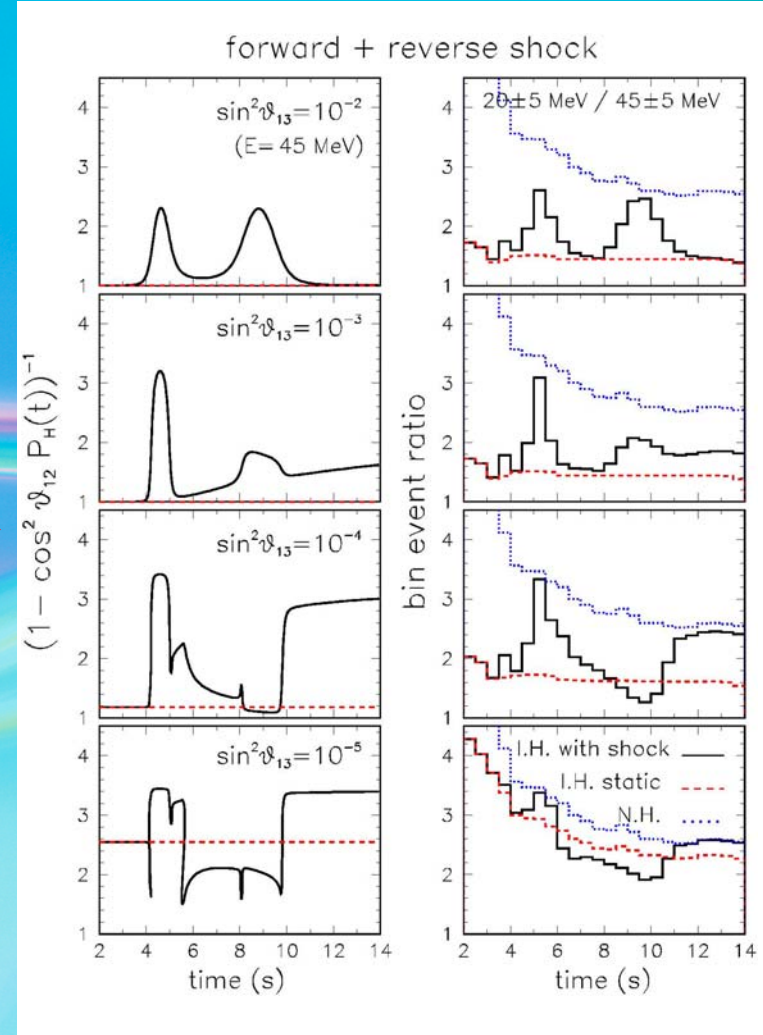 forward + reverse shock
(1 − cos² ϑ₁₂ P_H(t))⁻¹
4
3
2
1
sin²ϑ₁₃=10⁻²
(E= 45 MeV)
4
3
2
1
sin²ϑ₁₃=10⁻³
4
3
2
1
sin²ϑ₁₃=10⁻⁴
4
3
2
1
sin²ϑ₁₃=10⁻⁵
2 4 6 8 10 12 14
time (s)
bin event ratio
4
3
2
1
20±5 MeV / 45±5 MeV
4
3
2
1
4
3
2
1
4
3
2
1
I.H. with shock
I.H. static
N.H.
2 4 6 8 10 12 14
time (s)